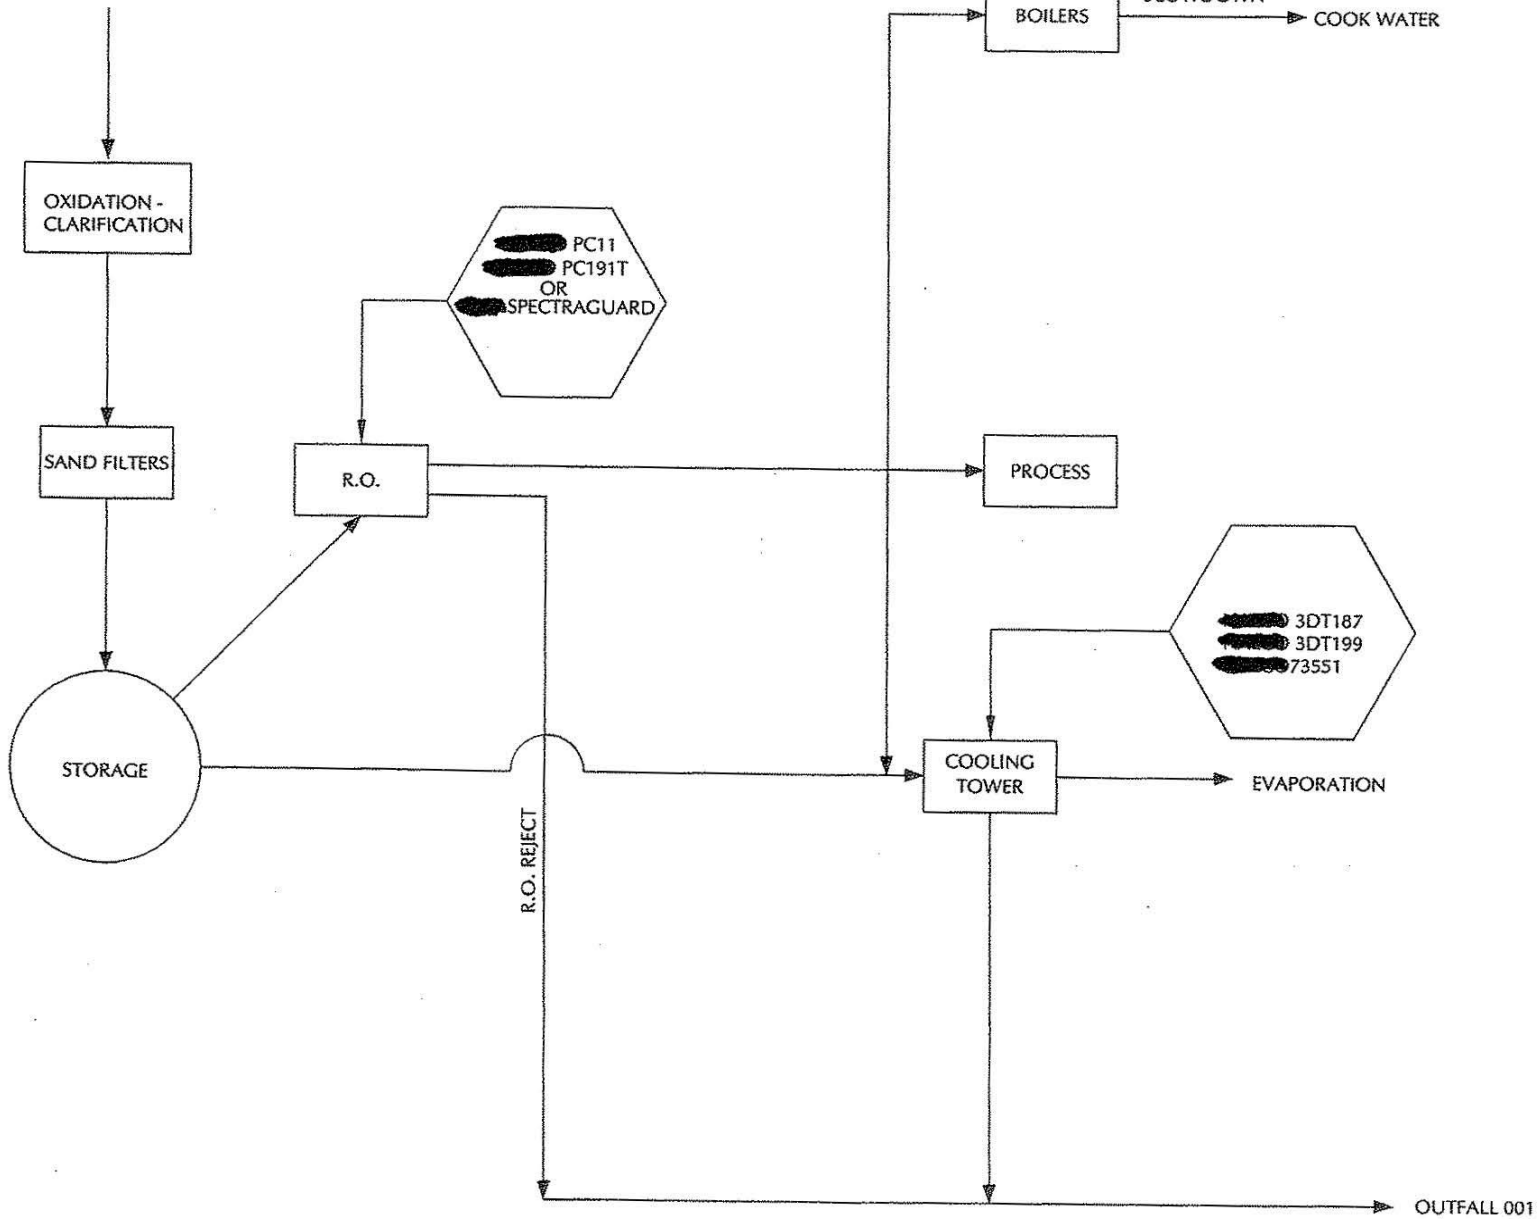 BOILERS
COOK WATER
OXIDATION -
CLARIFICATION
PC11
PC191T
OR
SPECTRAGUARD
SAND FILTERS
R.O.
PROCESS
3DT187
3DT199
73551
STORAGE
COOLING
TOWER
EVAPORATION
R.O. REJECT
OUTFALL 001